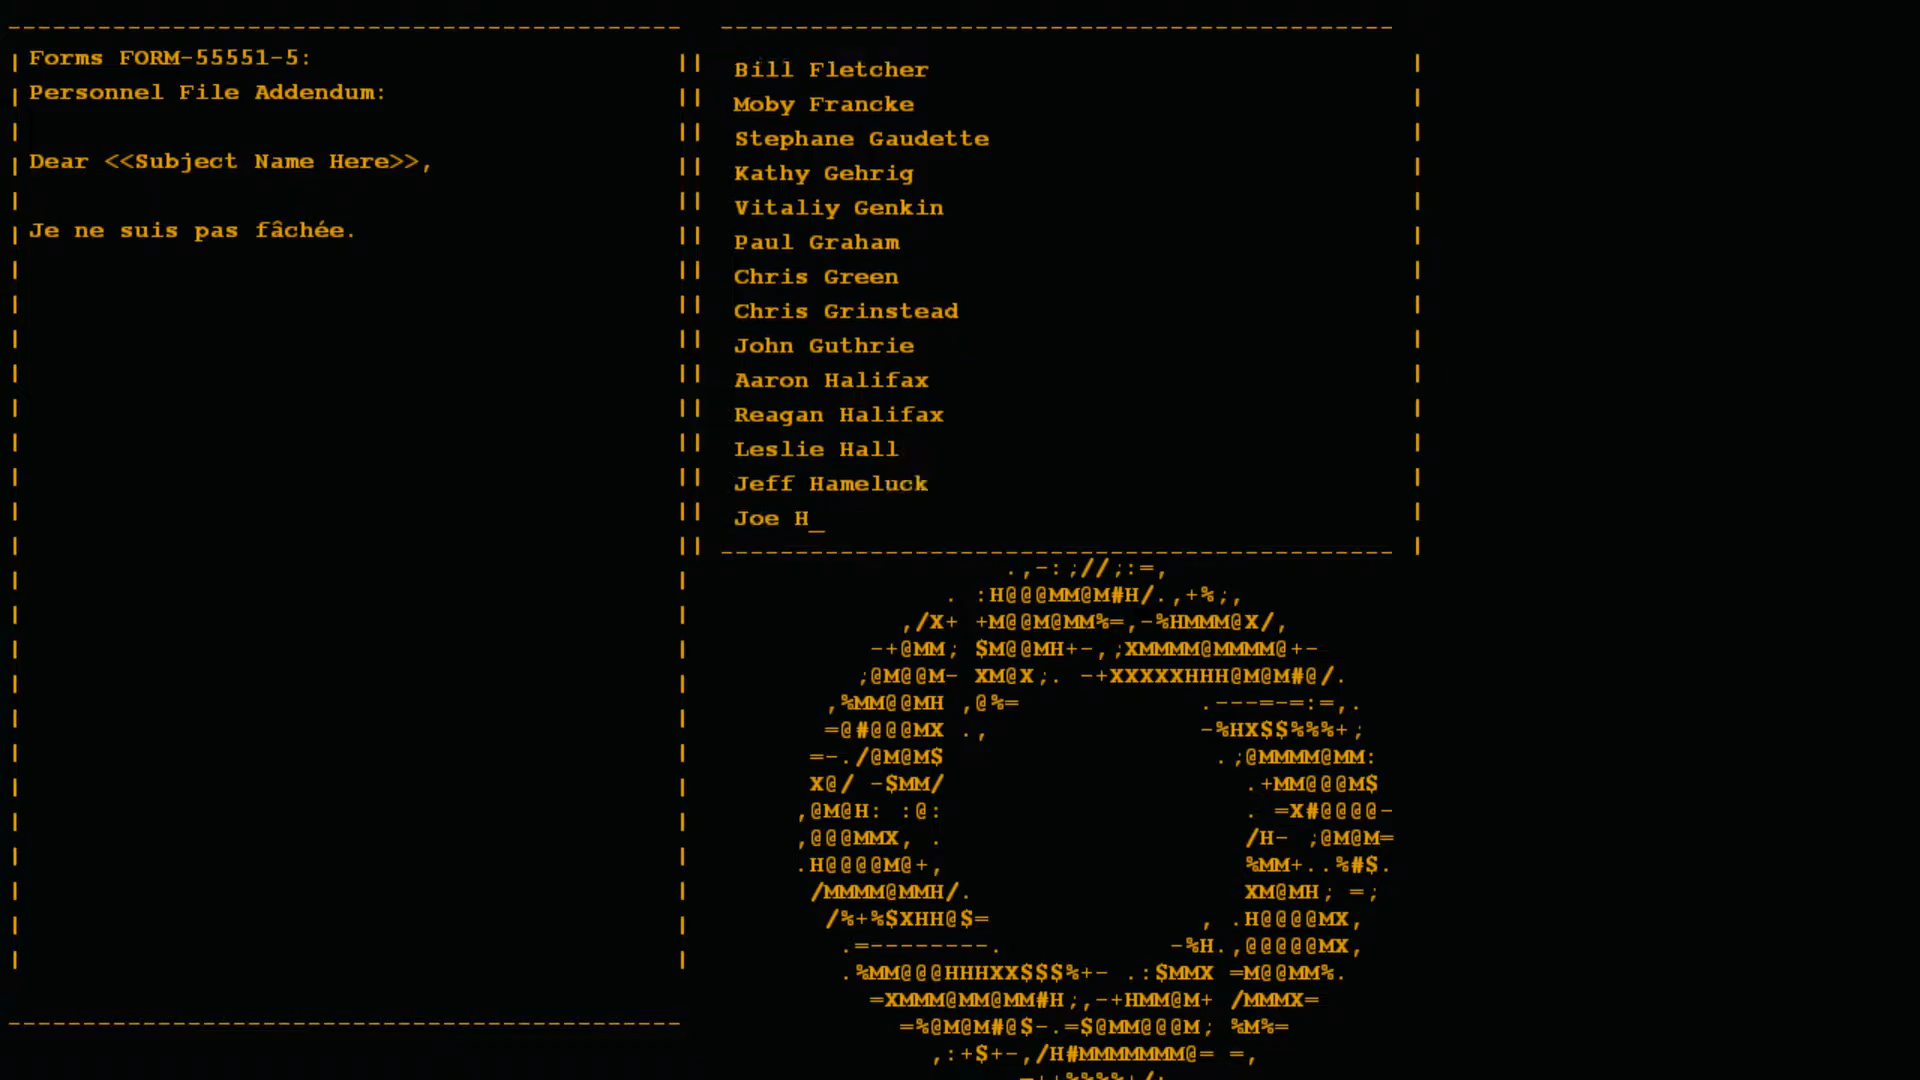 Forms FORM-55551-5:
Personnel File Addendum:
Dear <<Subject Name Here>>,
Je ne suis pas fâchée.
Bill Fletcher
Moby Francke
Stephane Gaudette
Kathy Gehrig
Vitaliy Genkin
Paul Graham
Chris Green
Chris Grinstead
John Guthrie
Aaron Halifax
Reagan Halifax
Leslie Hall
Jeff Hameluck
Joe H_